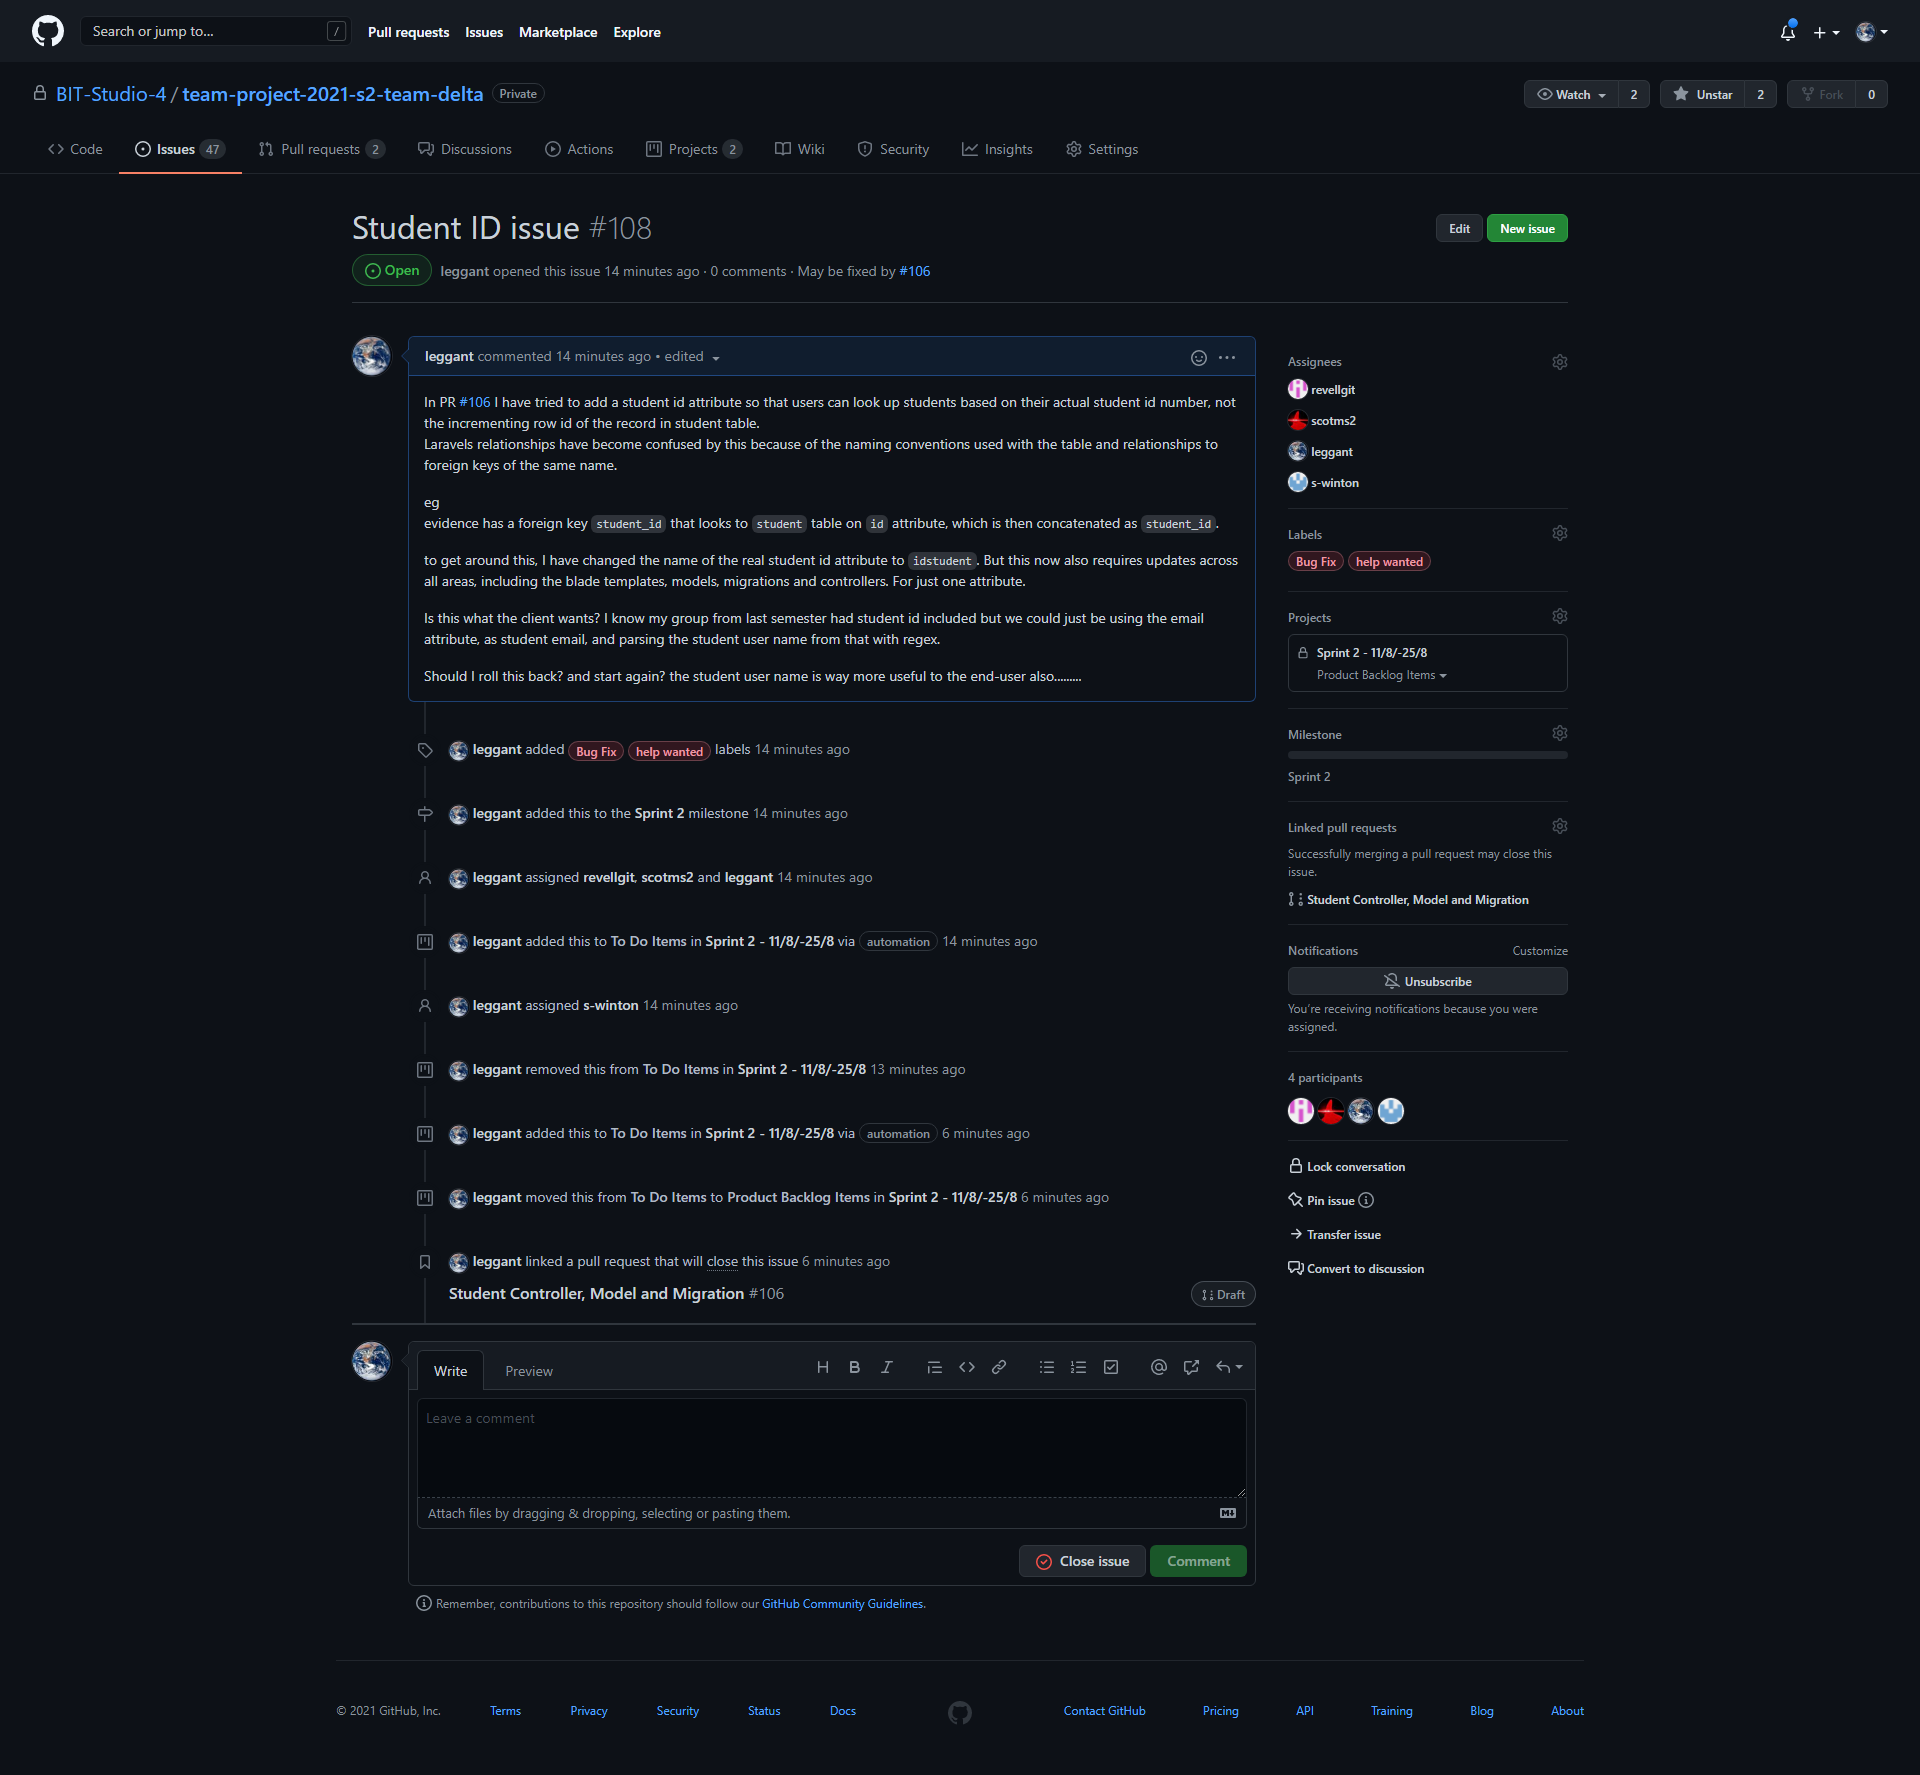 Search or jump to... /
Pull requests Issues Marketplace Explore
BIT-Studio-4 / team-project-2021-s2-team-delta Private
Watch 2 Unstar 2 Fork 0
Code Issues 47 Pull requests 2 Discussions Actions Projects 2 Wiki Security Insights Settings
Student ID issue #108
Edit New issue
Open leggant opened this issue 14 minutes ago · 0 comments · May be fixed by #106
leggant commented 14 minutes ago • edited
In PR #106 I have tried to add a student id attribute so that users can look up students based on their actual student id number, not
the incrementing row id of the record in student table.
Laravels relationships have become confused by this because of the naming conventions used with the table and relationships to
foreign keys of the same name.
eg
evidence has a foreign key student_id that looks to student table on id attribute, which is then concatenated as student_id.
to get around this, I have changed the name of the real student id attribute to idstudent. But this now also requires updates across
all areas, including the blade templates, models, migrations and controllers. For just one attribute.
Is this what the client wants? I know my group from last semester had student id included but we could just be using the email
attribute, as student email, and parsing the student user name from that with regex.
Should I roll this back? and start again? the student user name is way more useful to the end-user also.........
leggant added Bug Fix help wanted labels 14 minutes ago
leggant added this to the Sprint 2 milestone 14 minutes ago
leggant assigned revellgit, scotms2 and leggant 14 minutes ago
leggant added this to To Do Items in Sprint 2 - 11/8/-25/8 via automation 14 minutes ago
leggant assigned s-winton 14 minutes ago
leggant removed this from To Do Items in Sprint 2 - 11/8/-25/8 13 minutes ago
leggant added this to To Do Items in Sprint 2 - 11/8/-25/8 via automation 6 minutes ago
leggant moved this from To Do Items to Product Backlog Items in Sprint 2 - 11/8/-25/8 6 minutes ago
leggant linked a pull request that will close this issue 6 minutes ago
Student Controller, Model and Migration #106
Draft
Write Preview
Leave a comment
Attach files by dragging & dropping, selecting or pasting them.
Close issue Comment
Remember, contributions to this repository should follow our GitHub Community Guidelines.
Assignees
revellgit
scotms2
leggant
s-winton
Labels
Bug Fix help wanted
Projects
Sprint 2 - 11/8/-25/8
Product Backlog Items
Milestone
Sprint 2
Linked pull requests
Successfully merging a pull request may close this
issue.
Student Controller, Model and Migration
Notifications Customize
Unsubscribe
You're receiving notifications because you were
assigned.
4 participants
Lock conversation
Pin issue
Transfer issue
Convert to discussion
© 2021 GitHub, Inc. Terms Privacy Security Status Docs Contact GitHub Pricing API Training Blog About